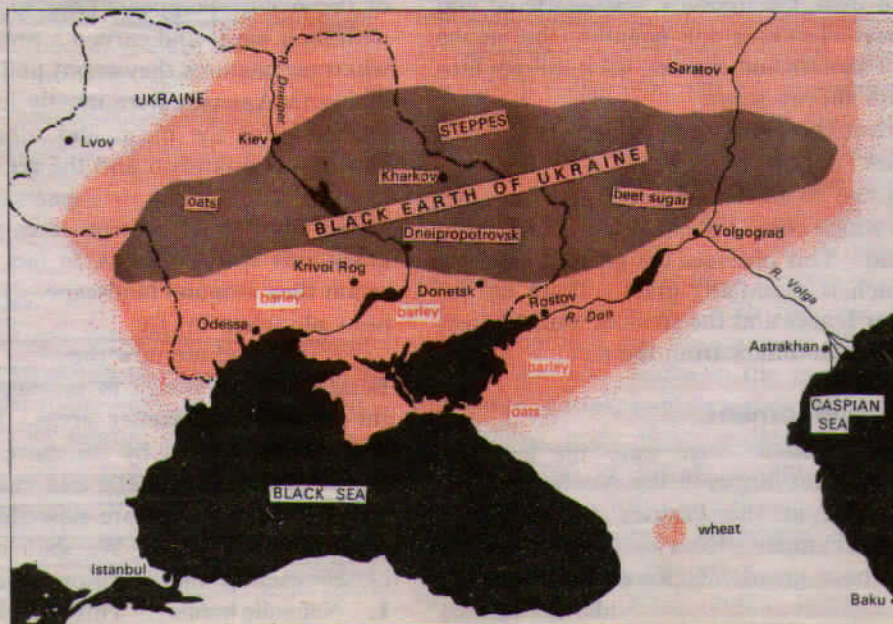 Saratov
R. Dnieper
UKRAINE
STEPPES
Lvov
Kiev
Kharkov
BLACK EARTH OF UKRAINE
oats
beet sugar
Dneipropotrovsk
Volgograd
Krivoi Rog
Donetsk
R. Volga
barley
barley
Rostov
Odessa
R. Don
Astrakhan
barley
CASPIAN
SEA
oats
BLACK SEA
wheat
Istanbul
Baku